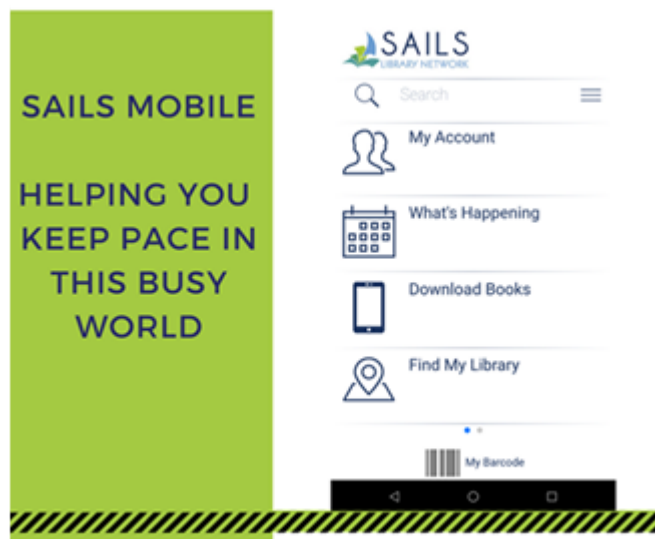 SAILS MOBILE
HELPING YOU
KEEP PACE IN
THIS BUSY
WORLD
SAILS
LIBRARY NETWORK
Search
My Account
What's Happening
Download Books
Find My Library
My Barcode